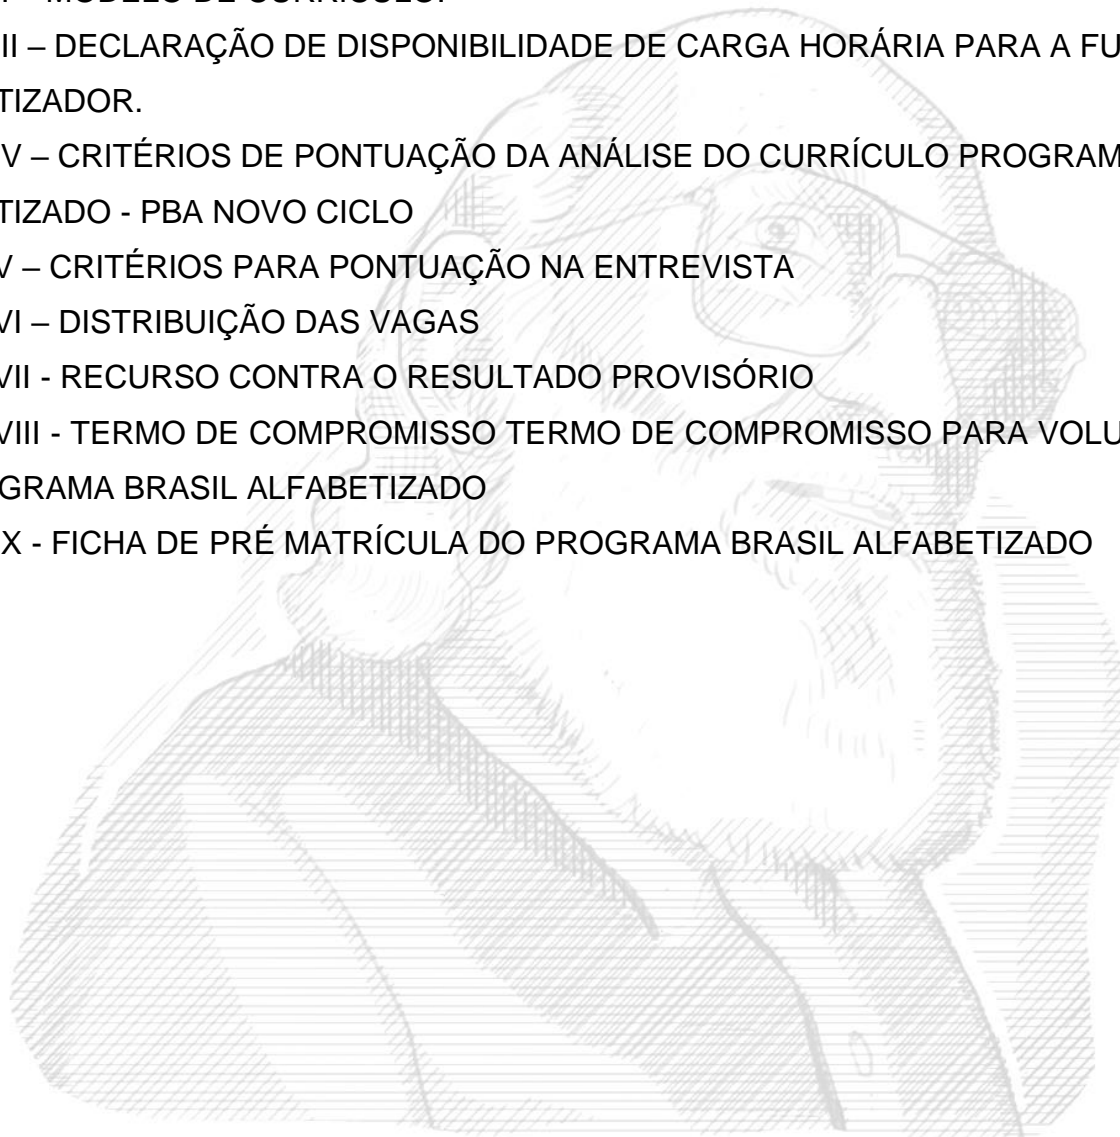 I - MODELO DE CURRÍCULO.
II – DECLARAÇÃO DE DISPONIBILIDADE DE CARGA HORÁRIA PARA A FU
TIZADOR.
V – CRITÉRIOS DE PONTUAÇÃO DA ANÁLISE DO CURRÍCULO PROGRAM
TIZADO - PBA NOVO CICLO
V – CRITÉRIOS PARA PONTUAÇÃO NA ENTREVISTA
VI – DISTRIBUIÇÃO DAS VAGAS
VII - RECURSO CONTRA O RESULTADO PROVISÓRIO
VIII - TERMO DE COMPROMISSO TERMO DE COMPROMISSO PARA VOLU
GRAMA BRASIL ALFABETIZADO
X - FICHA DE PRÉ MATRÍCULA DO PROGRAMA BRASIL ALFABETIZADO